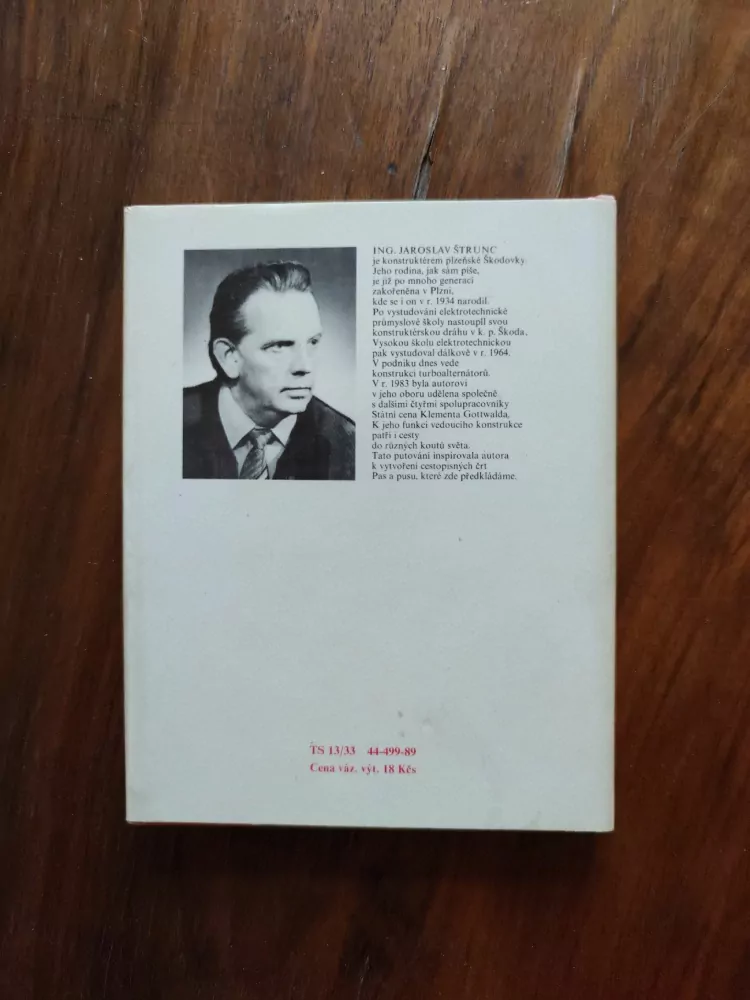 ING. JAROSLAV ŠTRUNC
je konstruktérem plzeňské Škodovky.
Jeho rodina, jak sám píše,
je již po mnoho generací
zakořeněna v Plzni,
kde se i on v r. 1934 narodil.
Po vystudování elektrotechnické
průmyslové školy nastoupil svou
konstruktérskou dráhu v k. p. Škoda.
Vysokou školu elektrotechnickou
pak vystudoval dálkově v r. 1964.
V podniku dnes vede
konstrukci turboalternátorů.
V r. 1983 byla autorovi
v jeho oboru udělena společně
s dalšími čtyřmi spolupracovníky
Státní cena Klementa Gottwalda.
K jeho funkci vedoucího konstrukce
patří i cesty
do různých koutů světa.
Tato putování inspirovala autora
k vytvoření cestopisných črt
Pas a pusu, které zde předkládáme.
TS 13/33 44-499-89
Cena váz. výt. 18 Kčs